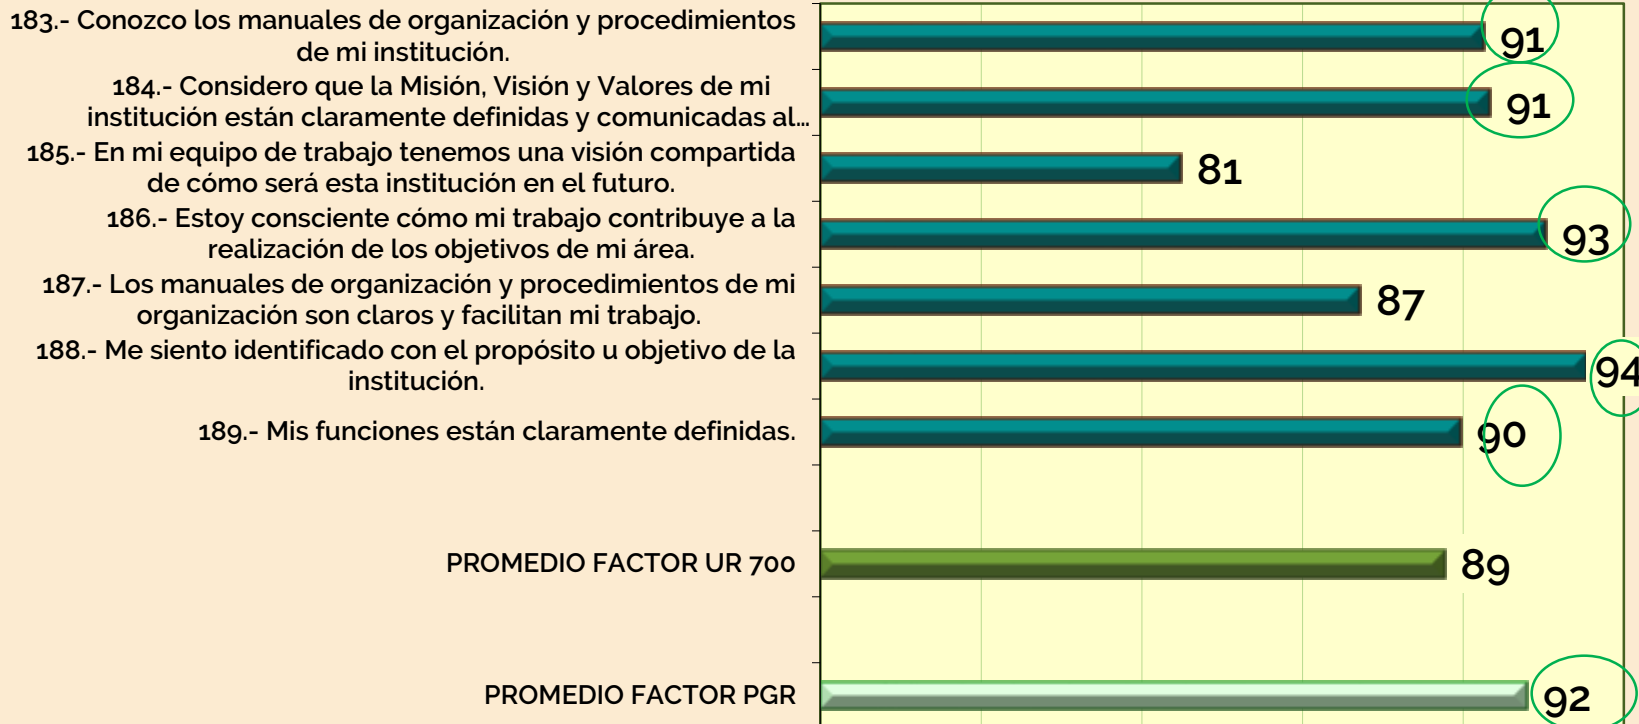 183.- Conozco los manuales de organización y procedimientos
de mi institución.
91
184.- Considero que la Misión, Visión y Valores de mi
institución están claramente definidas y comunicadas al...
91
185.- En mi equipo de trabajo tenemos una visión compartida
de cómo será esta institución en el futuro.
81
186.- Estoy consciente cómo mi trabajo contribuye a la
realización de los objetivos de mi área.
93
187.- Los manuales de organización y procedimientos de mi
organización son claros y facilitan mi trabajo.
87
188.- Me siento identificado con el propósito u objetivo de la
institución.
94
189.- Mis funciones están claramente definidas.
90
PROMEDIO FACTOR UR 700
89
PROMEDIO FACTOR PGR
92